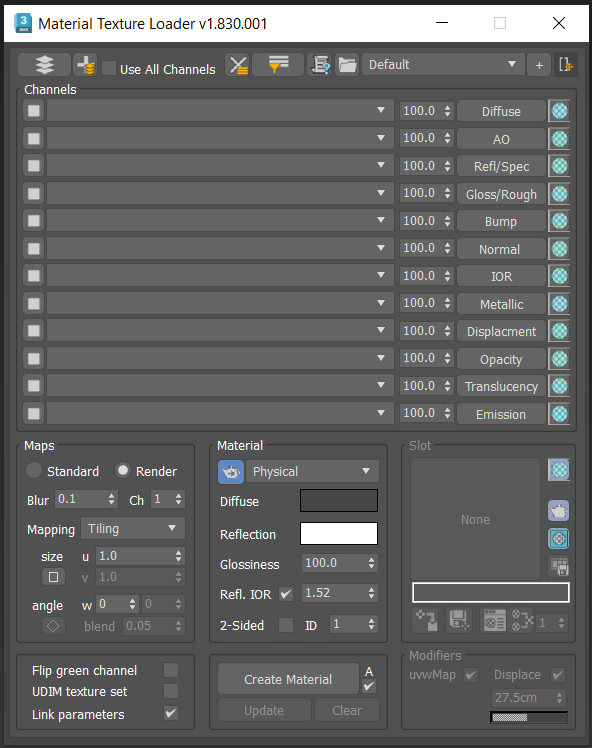 3
MAX
Material Texture Loader v1.830.001
Use All Channels
Default
+
Channels
100.0 Diffuse
100.0 AO
100.0 Refl/Spec
100.0 Gloss/Rough
100.0 Bump
100.0 Normal
100.0 IOR
100.0 Metallic
100.0 Displacment
100.0 Opacity
100.0 Translucency
100.0 Emission
Maps
Standard Render
Blur 0.1 Ch 1
Mapping Tiling
size u 1.0
v 1.0
angle w 0 0
blend 0.05
Material
Physical
Diffuse
Reflection
Glossiness 100.0
Refl. IOR 1.52
2-Sided ID 1
Slot
None
1
Flip green channel
UDIM texture set
Link parameters
Create Material A
Update Clear
Modifiers
uvwMap Displace
27.5cm